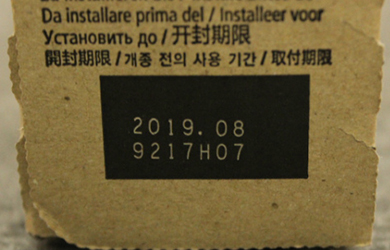 Da installare prima del / Installeer voor
Установить до / 开封期限
開封期限 / 개종 전의 사용 기간 / 取付期限
2019.08
9217H07